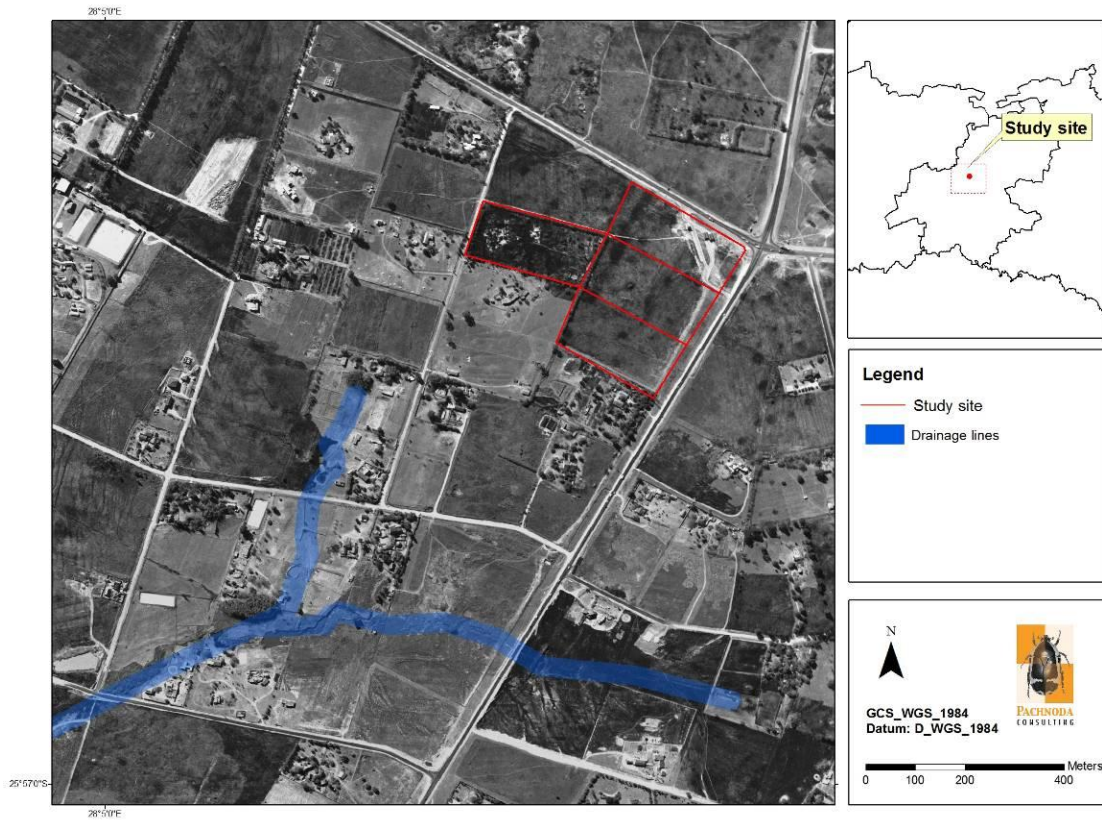 28°5'0"E
Study site
Legend
Study site
Drainage lines
N
PACHNODA
CONSULTING
GCS_WGS_1984
Datum: D_WGS_1984
Meters
0 100 200 400
25°57'0"S
28°5'0"E